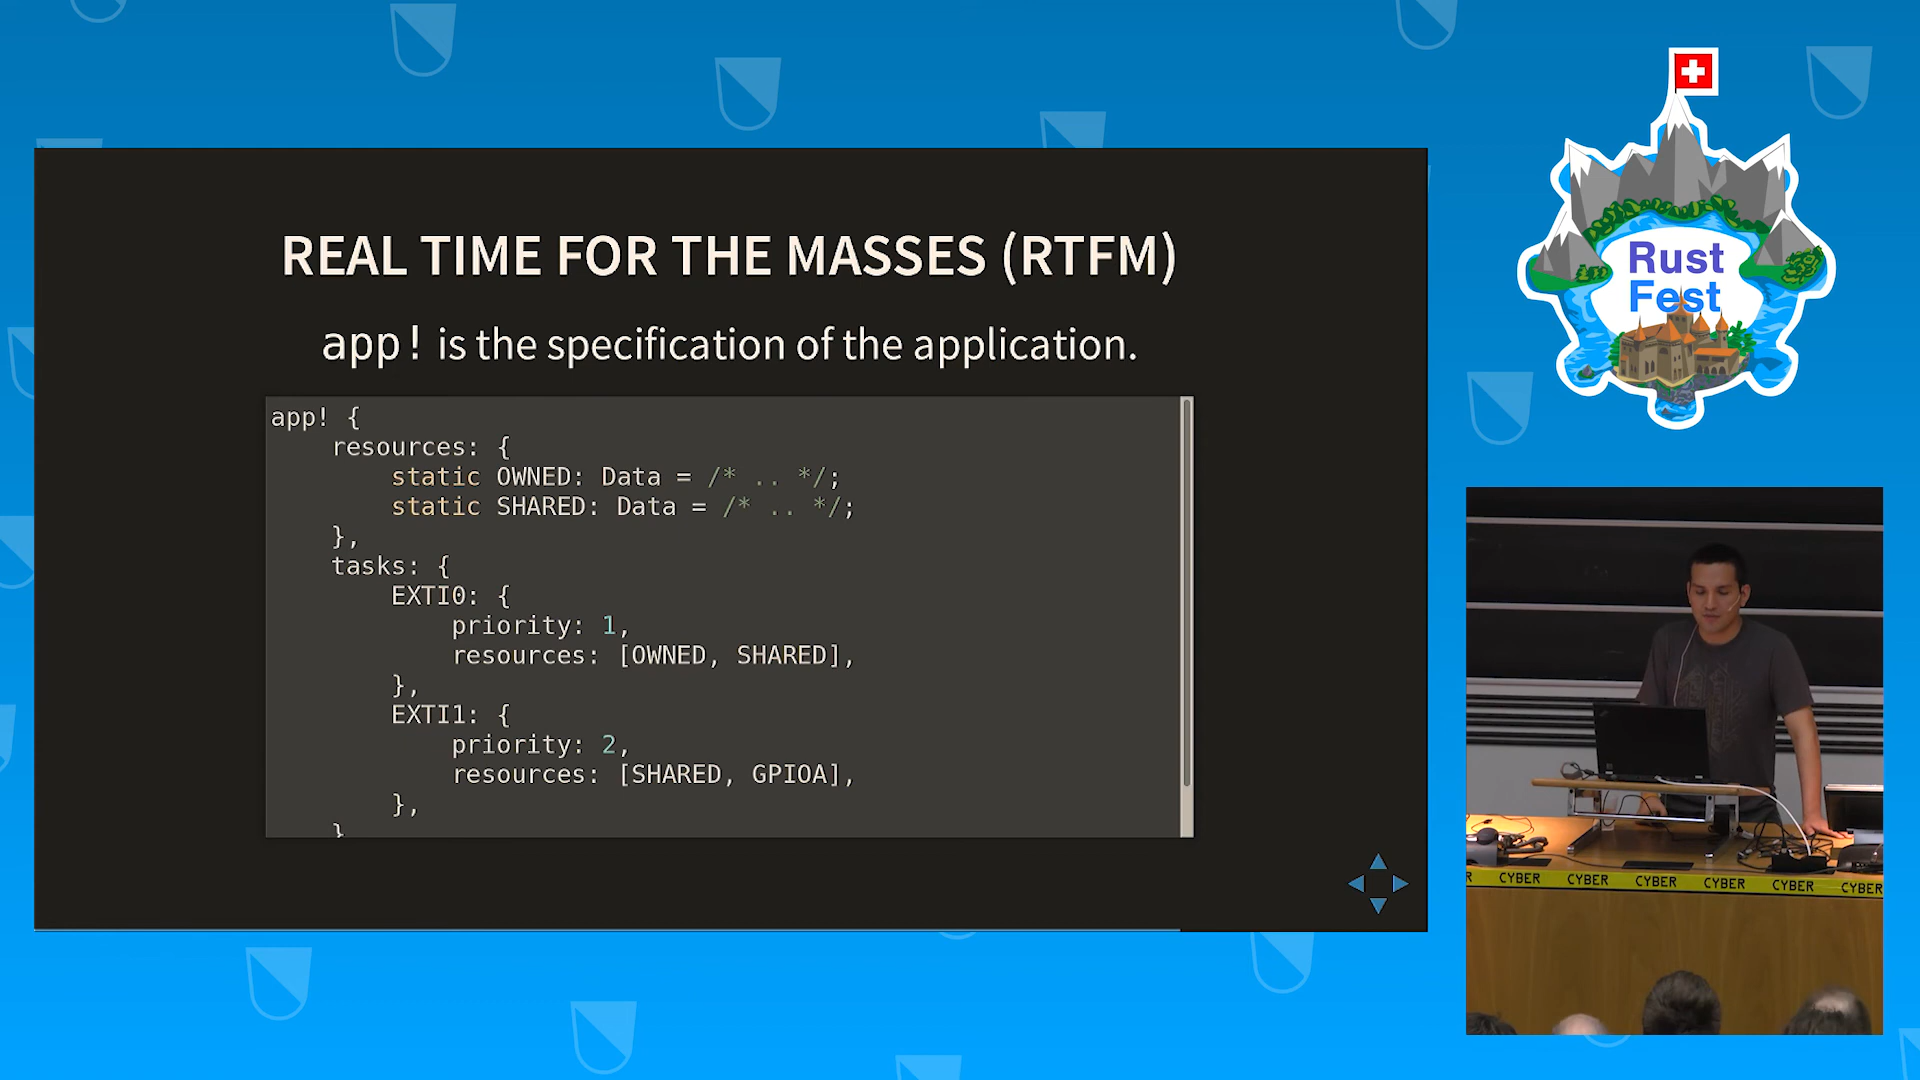 REAL TIME FOR THE MASSES (RTFM)
app! is the specification of the application.
app! {
    resources: {
        static OWNED: Data = /* .. */;
        static SHARED: Data = /* .. */;
    },
    tasks: {
        EXTI0: {
            priority: 1,
            resources: [OWNED, SHARED],
        },
        EXTI1: {
            priority: 2,
            resources: [SHARED, GPIOA],
        },
    }
Rust
Fest
R CYBER CYBER CYBER CYBER CYBER CYBER